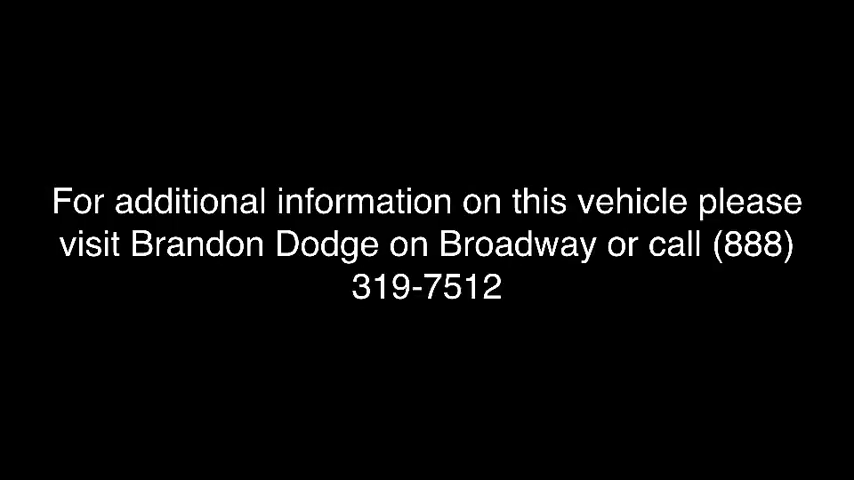 For additional information on this vehicle please
visit Brandon Dodge on Broadway or call (888)
319-7512